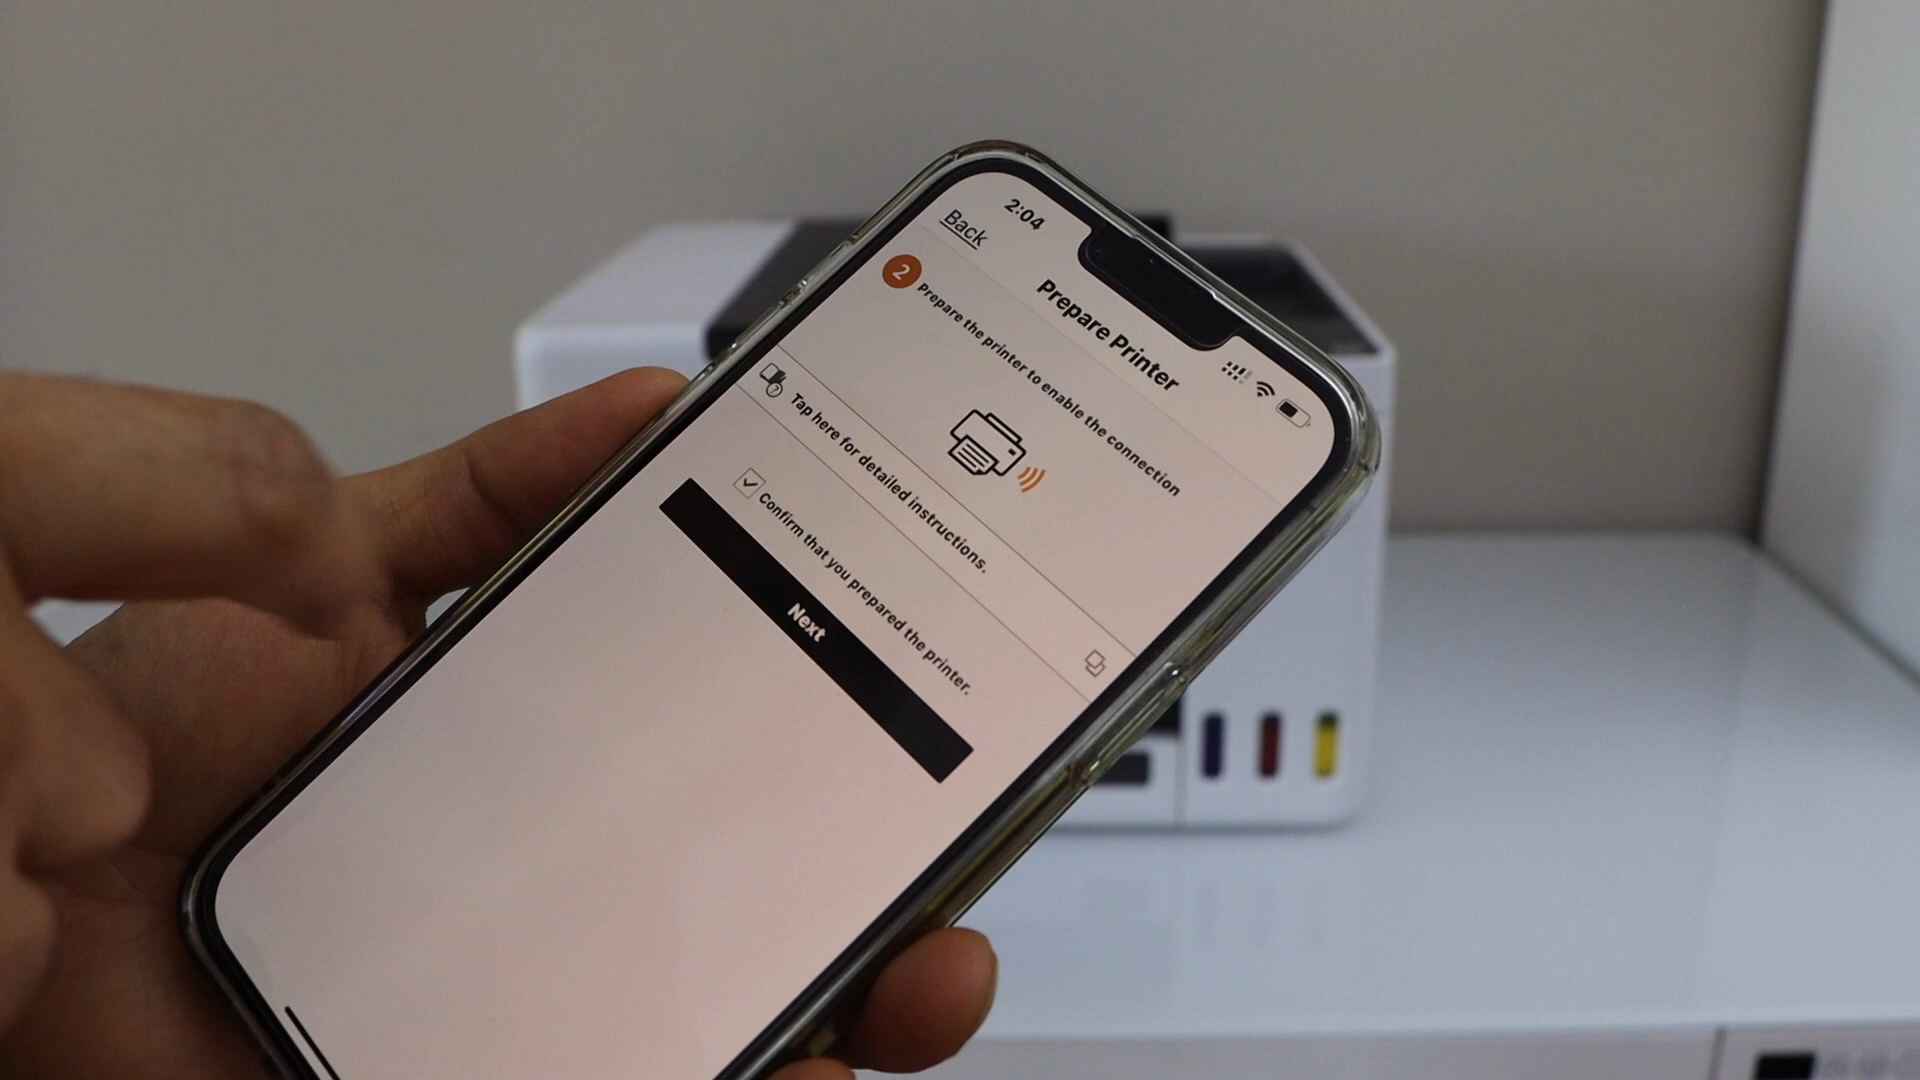 2:04
Back
Prepare Printer
2 Prepare the printer to enable the connection
Tap here for detailed instructions.
Confirm that you prepared the printer.
Next